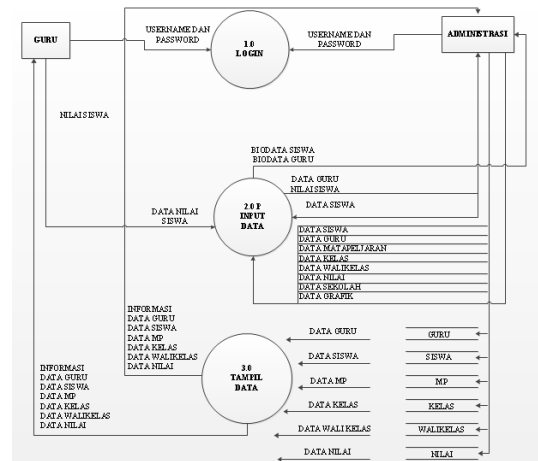 GURU
USERNAME DAN
PASSWORD
1.0
LOGIN
USERNAME DAN
PASSWORD
ADMINISTRASI
NILAI SISWA
BIODATA SISWA
BIODATA GURU
DATA GURU
NILAI SISWA
DATA SISWA
DATA NILAI
SISWA
2.0 P
INPUT
DATA
DATA SISWA
DATA GURU
DATA MATAPELJARAN
DATA KELAS
DATA WALIKELAS
DATA NILAI
DATA SEKOLAH
DATA GRAFIK
INFORMASI
DATA GURU
DATA SISWA
DATA MP
DATA KELAS
DATA WALIKELAS
DATA NILAI
INFORMASI
DATA GURU
DATA SISWA
DATA MP
DATA KELAS
DATA WALIKELAS
DATA NILAI
3.0
TAMPIL
DATA
DATA GURU
GURU
DATA SISWA
SISWA
DATA MP
MP
DATA KELAS
KELAS
DATA WALI KELAS
WALIKELAS
DATA NILAI
NILAI